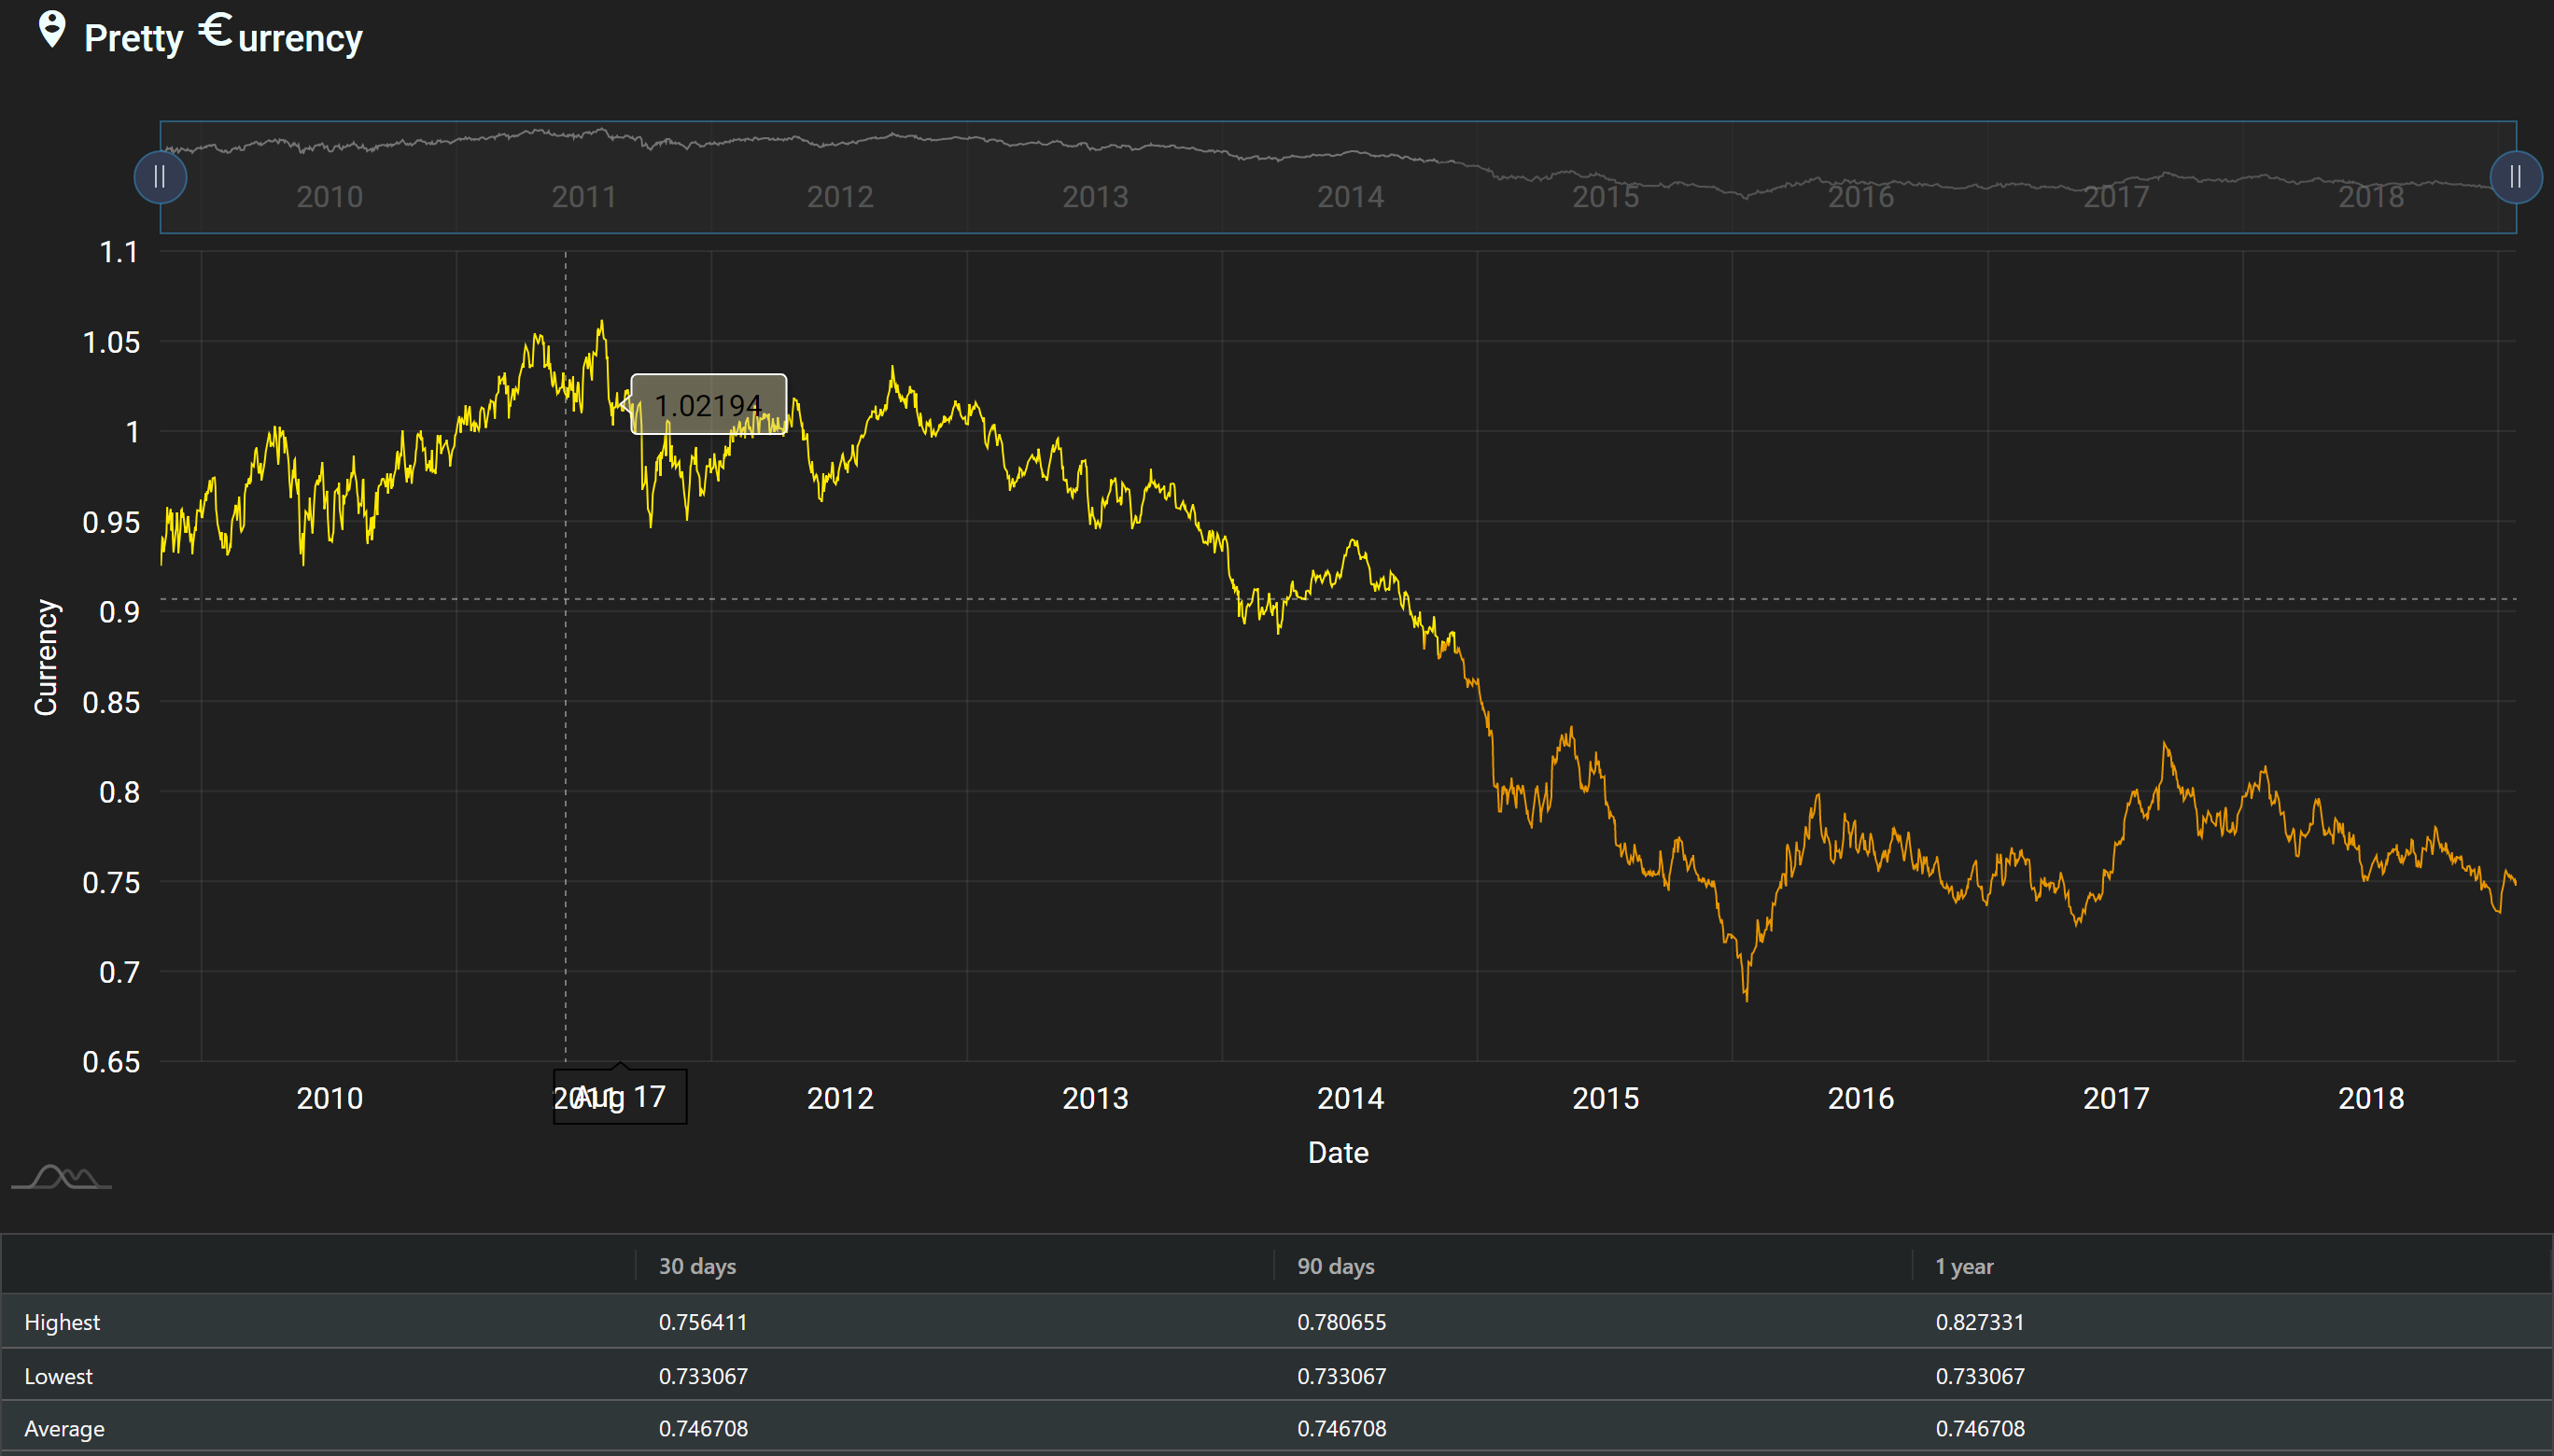 Pretty €urrency
2010 2011 2012 2013 2014 2015 2016 2017 2018
1.1
1.05
1.02194
1
0.95
0.9
0.85
0.8
0.75
0.7
0.65
Currency
2010 2011 Aug 17 2012 2013 2014 2015 2016 2017 2018
Date
30 days 90 days 1 year
Highest 0.756411 0.780655 0.827331
Lowest 0.733067 0.733067 0.733067
Average 0.746708 0.746708 0.746708